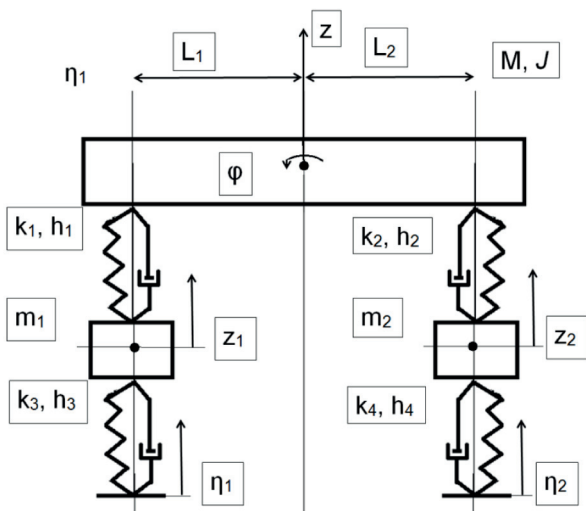 z
L₁
L₂
M, J
η₁
φ
k₁, h₁
k₂, h₂
m₁
z₁
m₂
z₂
k₃, h₃
k₄, h₄
η₁
η₂